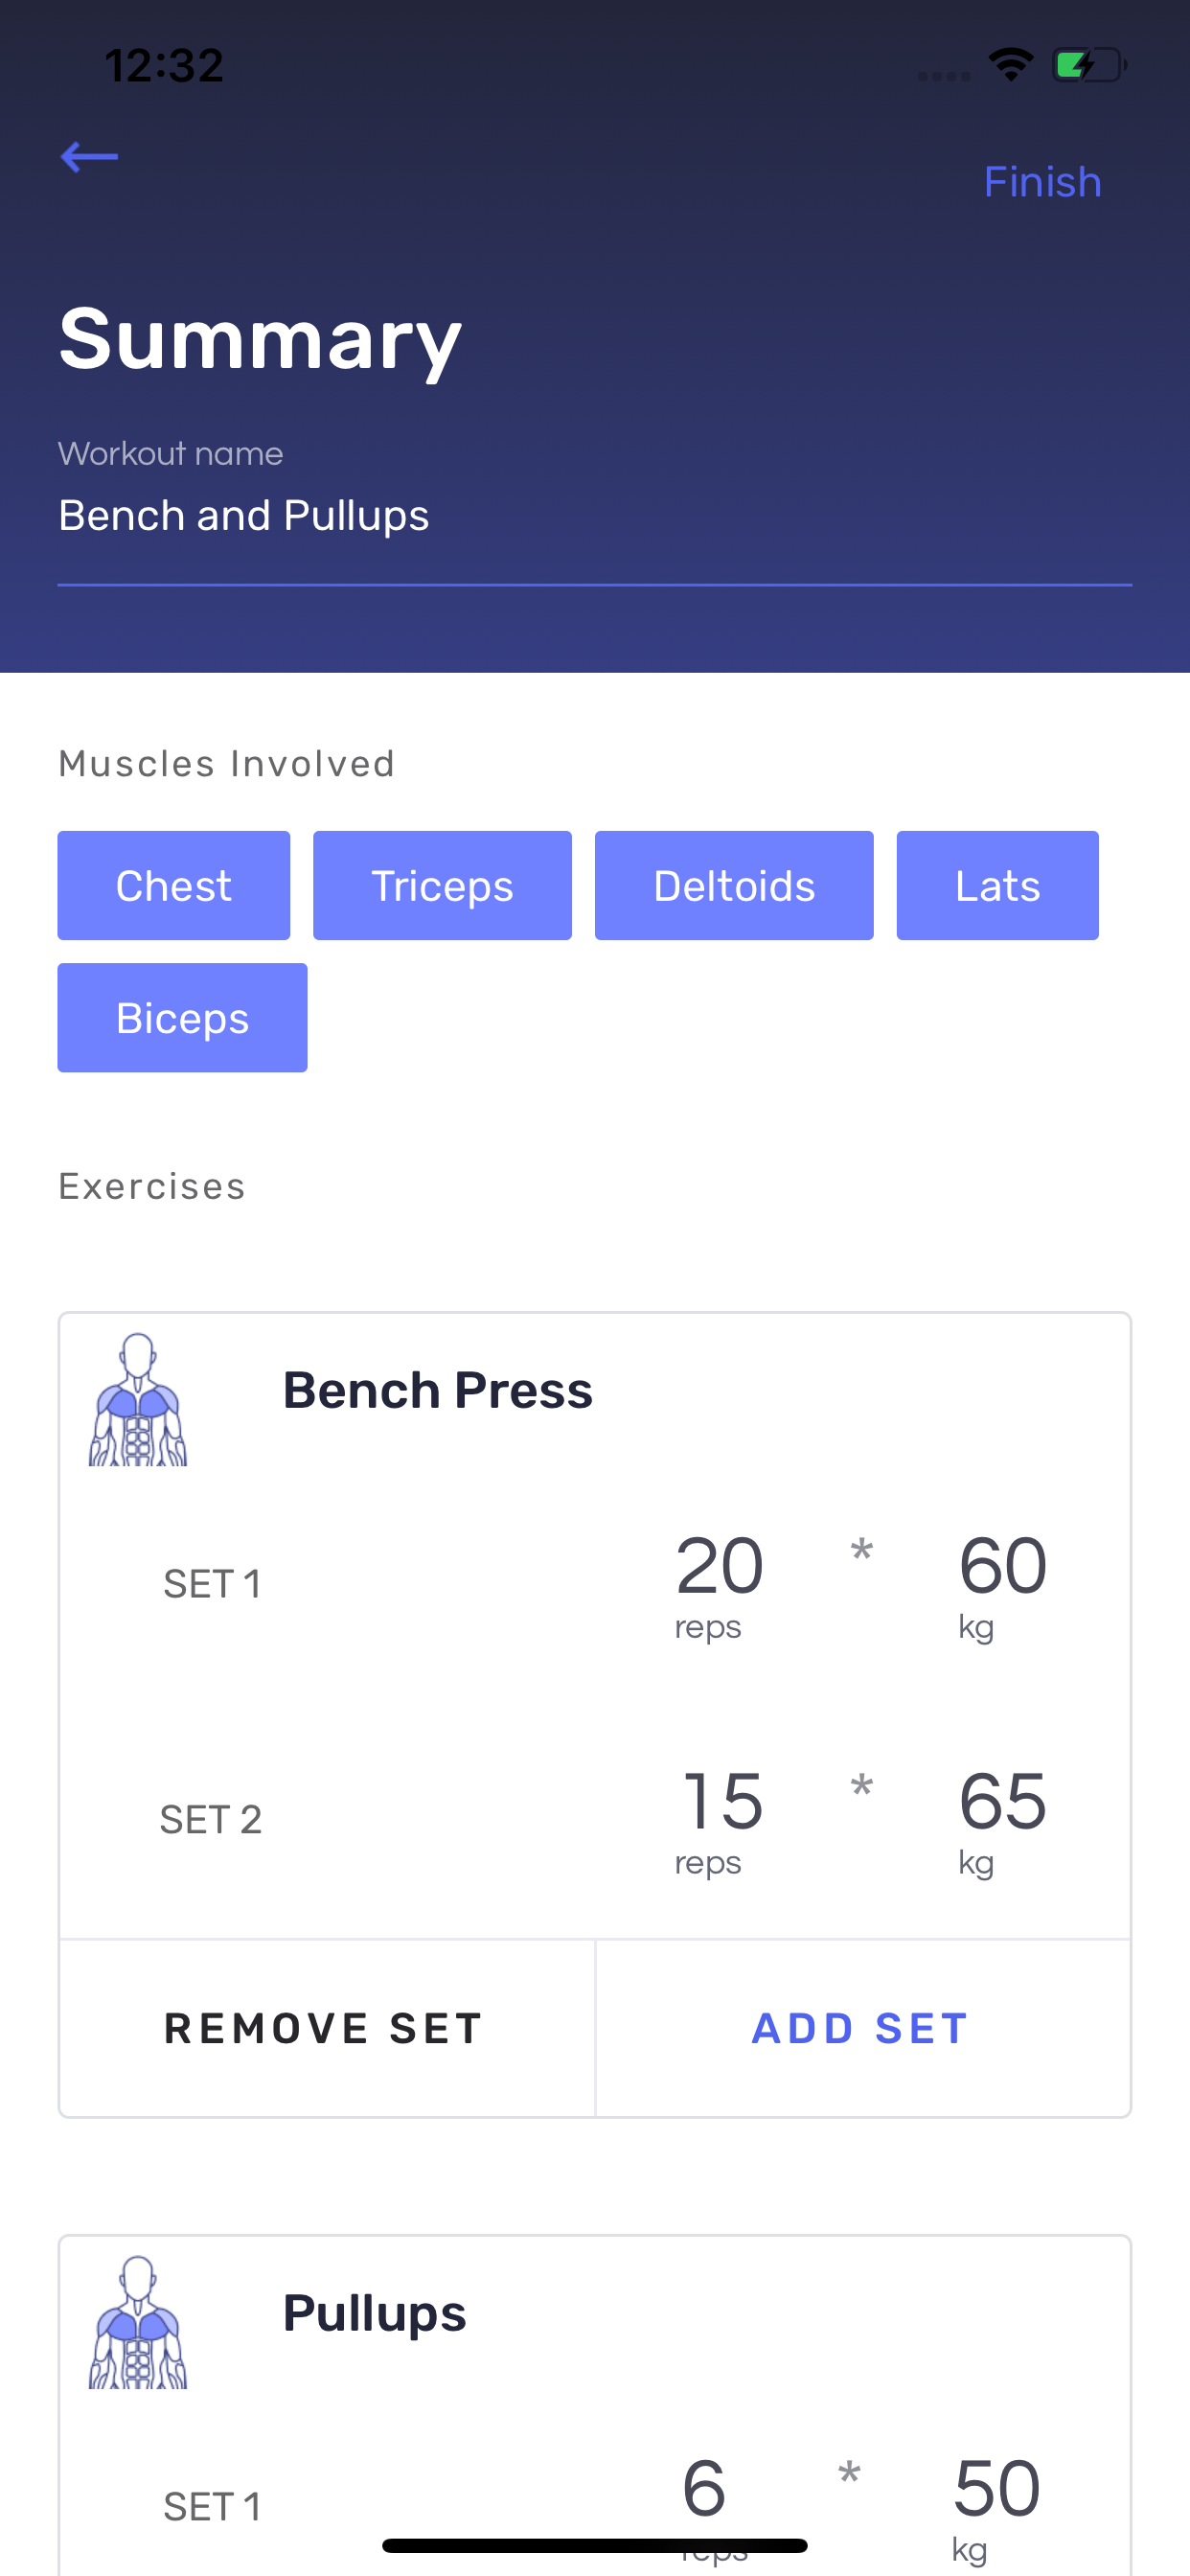 12:32
Finish
Summary
Workout name
Bench and Pullups
Muscles Involved
Chest Triceps Deltoids Lats
Biceps
Exercises
Bench Press
SET 1 20 * 60
reps kg
SET 2 15 * 65
reps kg
REMOVE SET ADD SET
Pullups
SET 1 6 * 50
reps kg